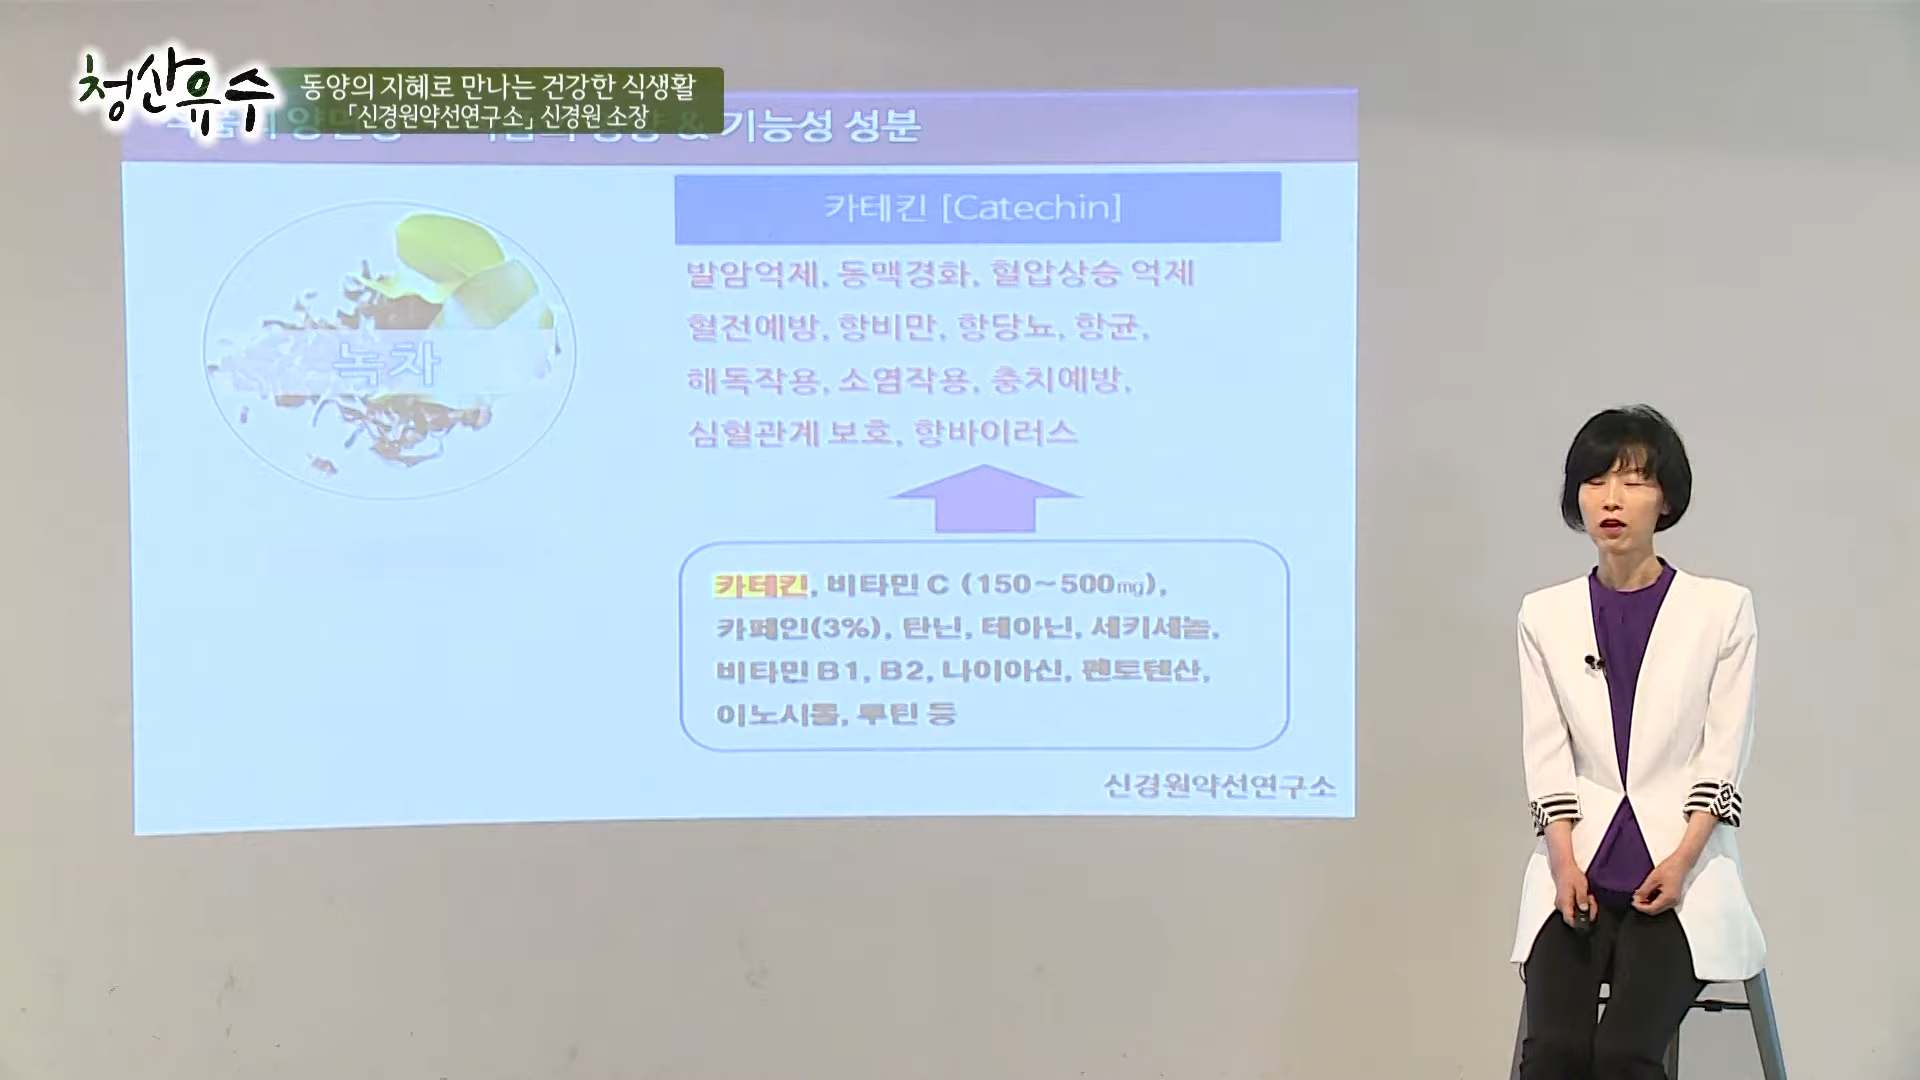 청산유수
동양의 지혜로 만나는 건강한 식생활
「신경원약선연구소」 신경원 소장
& 기능성 성분
녹차
카테킨 [Catechin]
발암억제, 동맥경화, 혈압상승 억제
혈전예방, 항비만, 항당뇨, 항균,
해독작용, 소염작용, 충치예방,
심혈관계 보호, 항바이러스
카테킨, 비타민 C (150~500㎎),
카페인(3%), 탄닌, 테아닌, 세키세놀,
비타민 B1, B2, 나이아신, 펜토텐산,
이노시톨, 루틴 등
신경원약선연구소